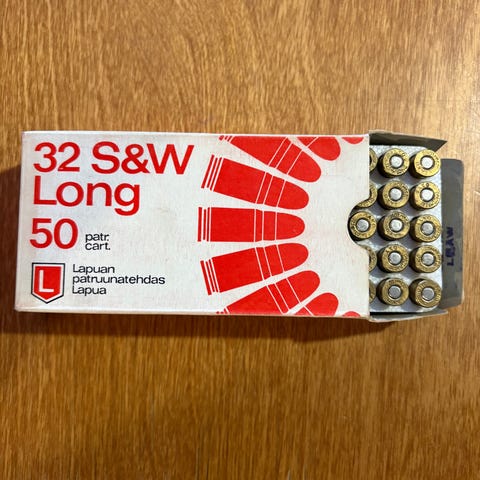 32 S&W
Long
50 patr.
cart.
L
Lapuan
patruunatehdas
Lapua